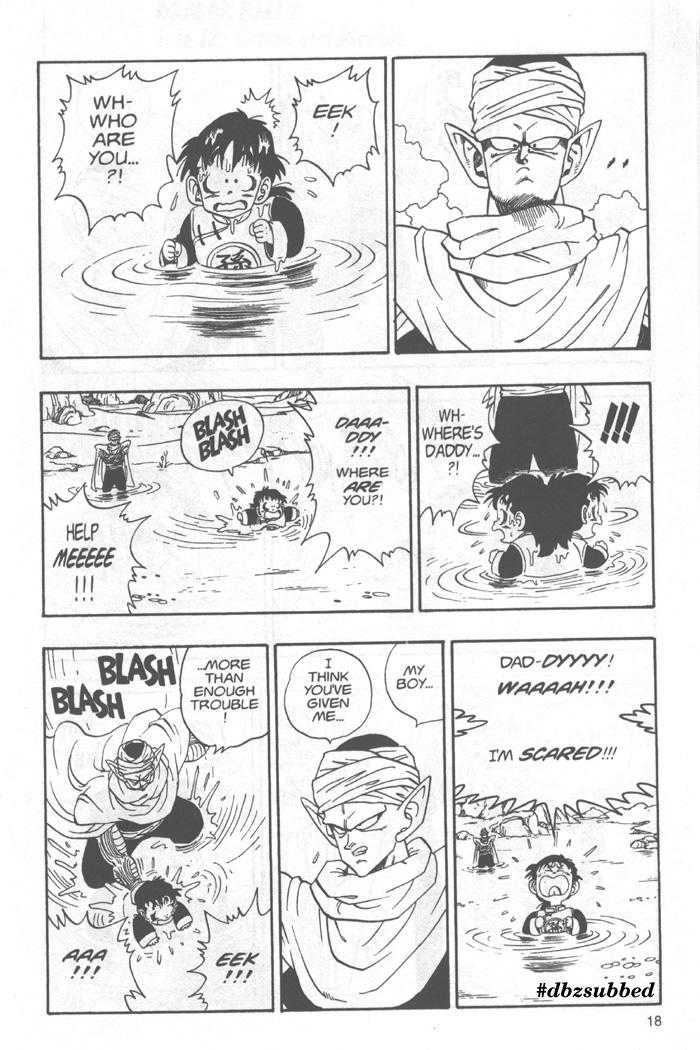 EEK
!
WH-
WHO
ARE
YOU...
?!
WH-
WHERE'S
DADDY...
?!
!!!
DAAA-
DDY
!!!
WHERE
ARE
YOU?!
BLASH
BLASH
HELP
MEEEEE
!!!
DAD-DYYYY!
WAAAAH!!!
I'M SCARED!!!
MY
BOY...
I
THINK
YOU'VE
GIVEN
ME...
...MORE
THAN
ENOUGH
TROUBLE
!
BLASH
BLASH
EEK
!!!
AAA
!!!
孫
#dbzsubbed
18